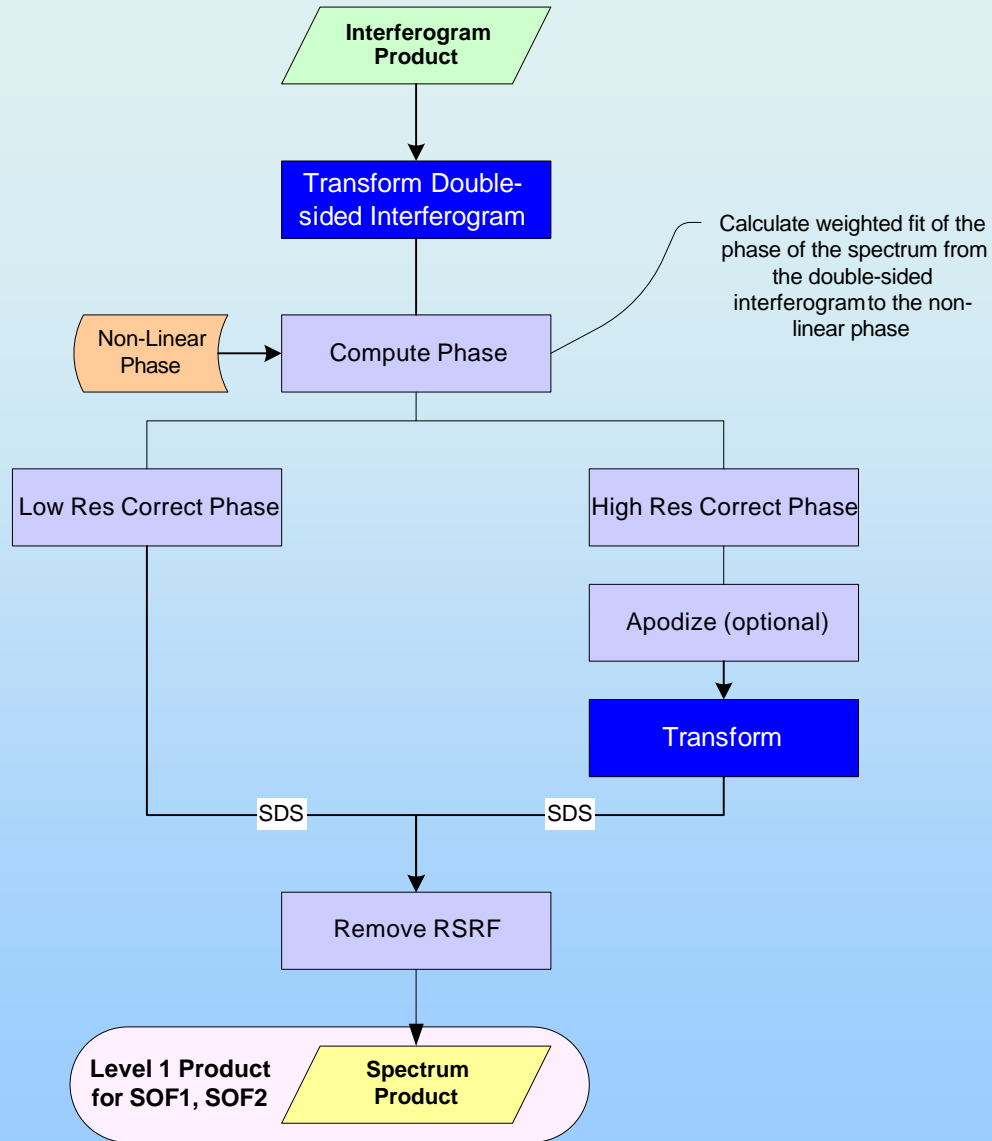 Interferogram
Product
Transform Double-
sided Interferogram
Calculate weighted fit of the
phase of the spectrum from
the double-sided
interferogram to the non-
linear phase
Non-Linear
Phase
Compute Phase
Low Res Correct Phase
High Res Correct Phase
Apodize (optional)
Transform
SDS
SDS
Remove RSRF
Level 1 Product
for SOF1, SOF2
Spectrum
Product